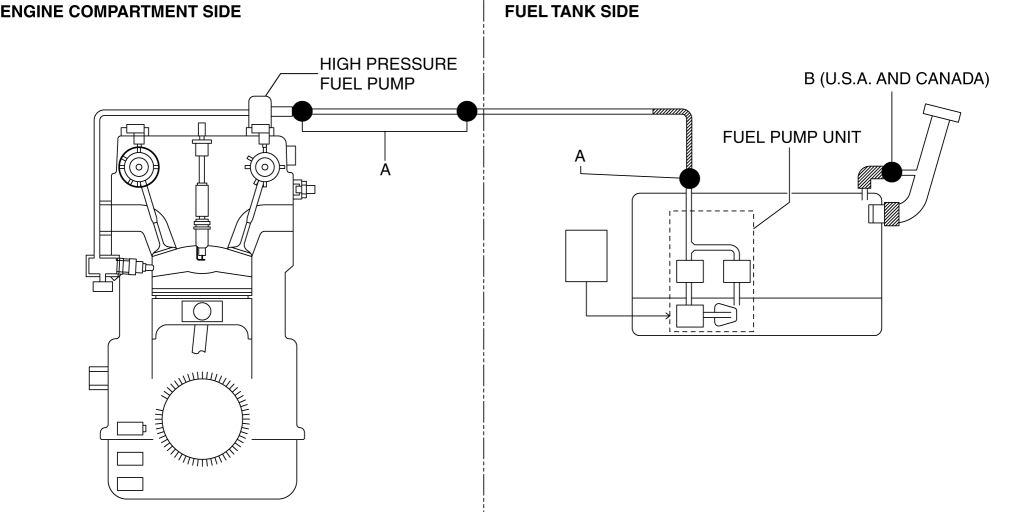 ENGINE COMPARTMENT SIDE
FUEL TANK SIDE
HIGH PRESSURE
FUEL PUMP
B (U.S.A. AND CANADA)
FUEL PUMP UNIT
A
A